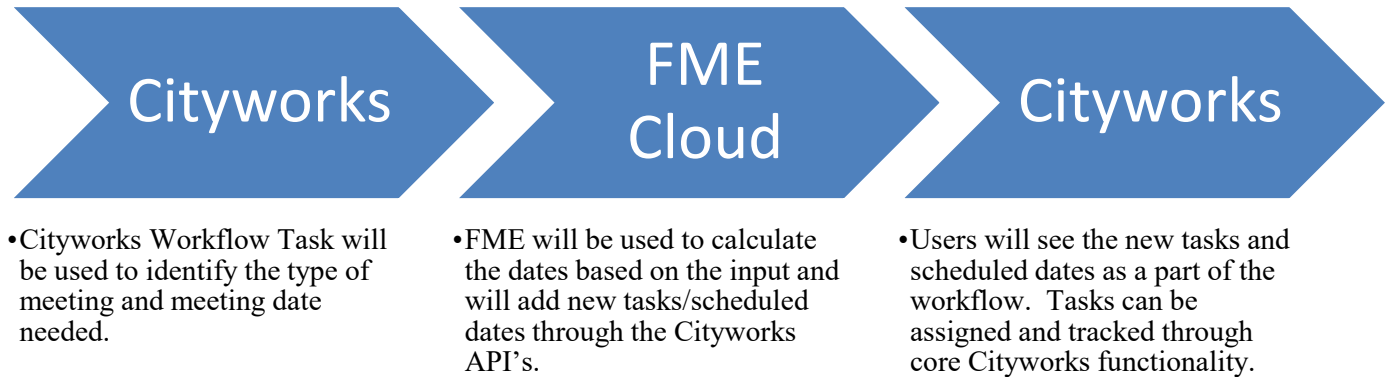 Cityworks
FME
Cloud
Cityworks
•Cityworks Workflow Task will
be used to identify the type of
meeting and meeting date
needed.
•FME will be used to calculate
the dates based on the input and
will add new tasks/scheduled
dates through the Cityworks
API’s.
•Users will see the new tasks and
scheduled dates as a part of the
workflow.  Tasks can be
assigned and tracked through
core Cityworks functionality.